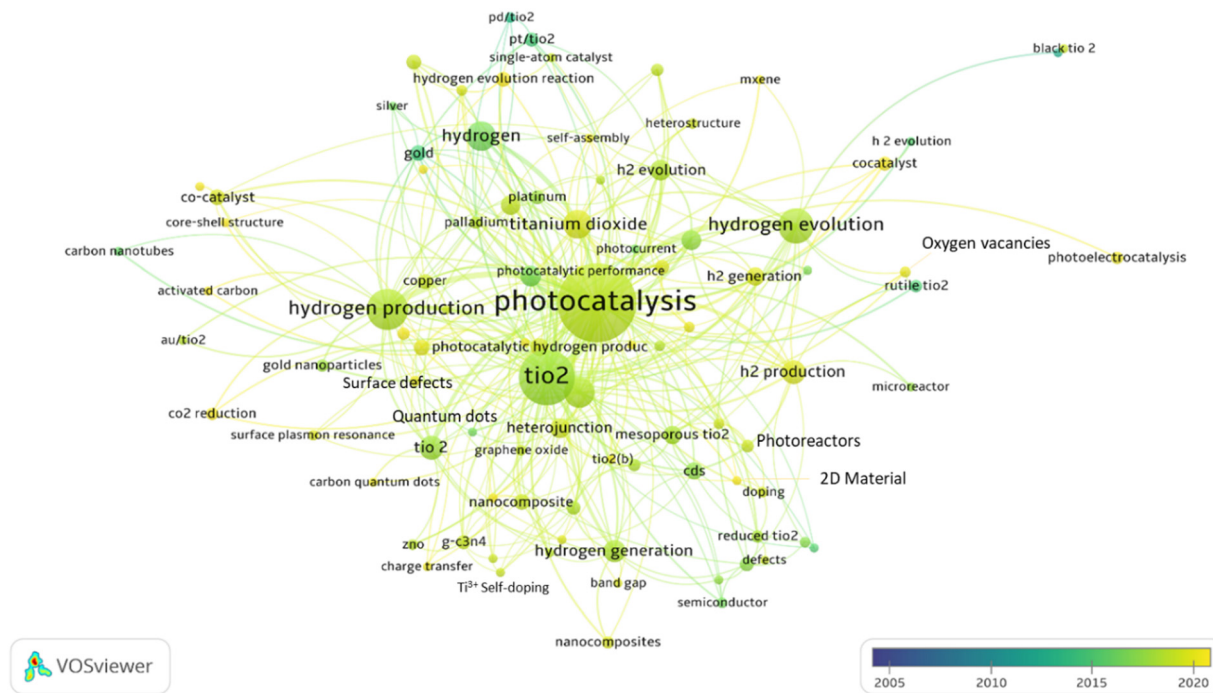 pd/tio2
pt/tio2
black tio 2
single-atom catalyst
hydrogen evolution reaction
mxene
silver
heterostructure
hydrogen
self-assembly
h 2 evolution
gold
cocatalyst
h2 evolution
co-catalyst
platinum
core-shell structure
palladium
titanium dioxide
hydrogen evolution
Oxygen vacancies
carbon nanotubes
photocurrent
photoelectrocatalysis
photocatalytic performance
h2 generation
copper
rutile tio2
activated carbon
hydrogen production
photocatalysis
au/tio2
photocatalytic hydrogen produc
gold nanoparticles
h2 production
tio2
Surface defects
microreactor
co2 reduction
Quantum dots
heterojunction
surface plasmon resonance
mesoporous tio2
Photoreactors
tio 2
graphene oxide
tio2(b)
cds
2D Material
carbon quantum dots
doping
nanocomposite
reduced tio2
zno
g-c3n4
hydrogen generation
defects
charge transfer
Ti³⁺ Self-doping
band gap
semiconductor
nanocomposites
VOSviewer
2005
2010
2015
2020